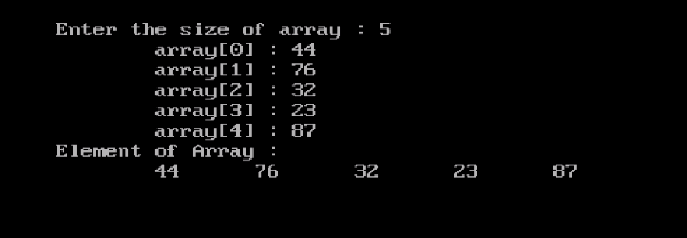 Enter the size of array : 5
array[0] : 44
array[1] : 76
array[2] : 32
array[3] : 23
array[4] : 87
Element of Array :
44 76 32 23 87